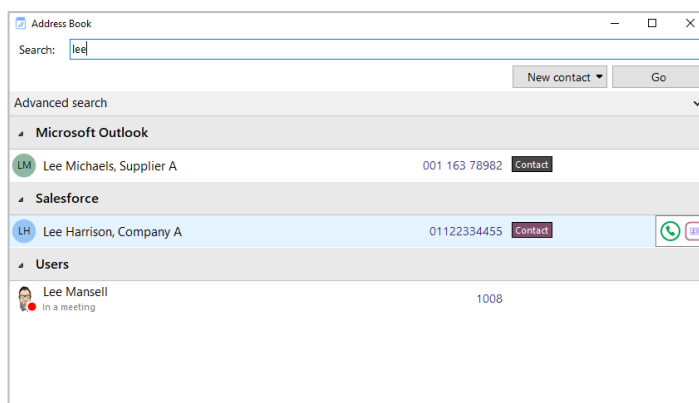 Address Book
Search: lee
New contact Go
Advanced search
Microsoft Outlook
LM Lee Michaels, Supplier A 001 163 78982 Contact
Salesforce
LH Lee Harrison, Company A 01122334455 Contact
Users
Lee Mansell 1008
In a meeting